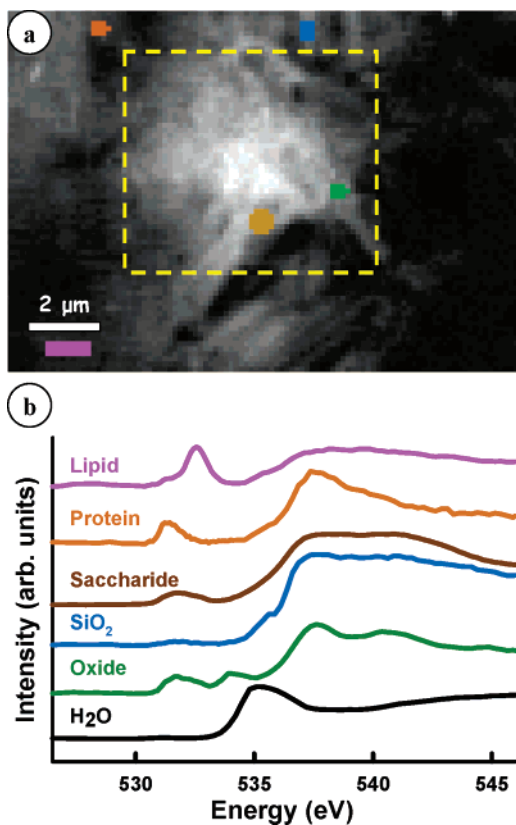 a
2 μm
b
Lipid
Protein
Saccharide
SiO₂
Oxide
H₂O
Intensity (arb. units)
530 535 540 545
Energy (eV)